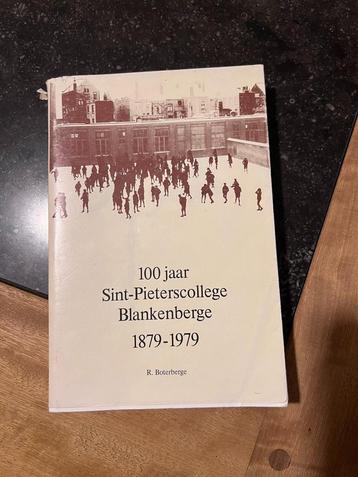 100 jaar
Sint-Pieterscollege
Blankenberge
1879-1979
R. Boterberge